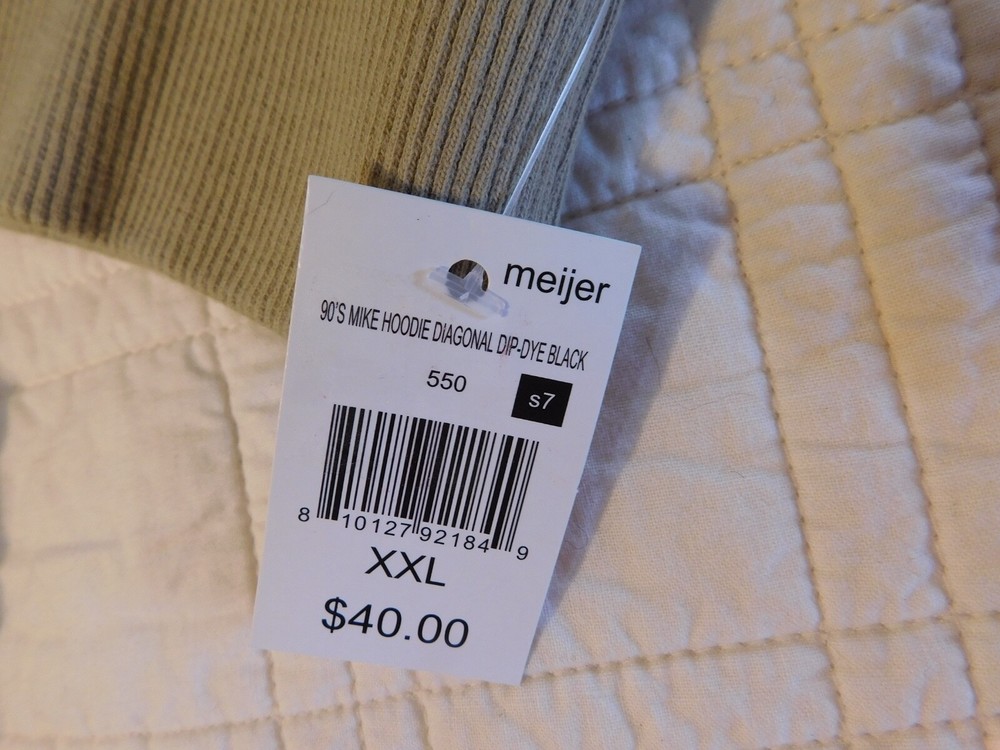 meijer
90'S MIKE HOODIE DIAGONAL DIP-DYE BLACK
550 s7
8 10127 92184 9
XXL
$40.00